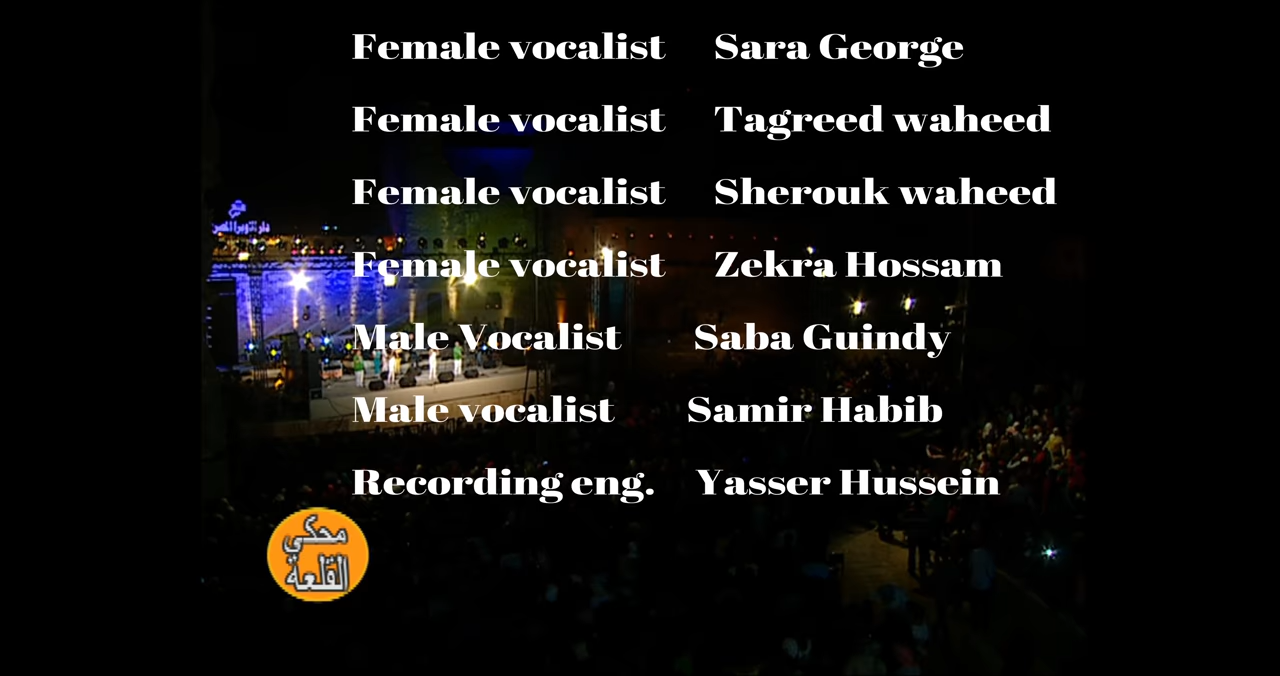 Female vocalist Sara George
Female vocalist Tagreed waheed
Female vocalist Sherouk waheed
Female vocalist Zekra Hossam
Male Vocalist Saba Guindy
Male vocalist Samir Habib
Recording eng. Yasser Hussein
محكي
القلعة